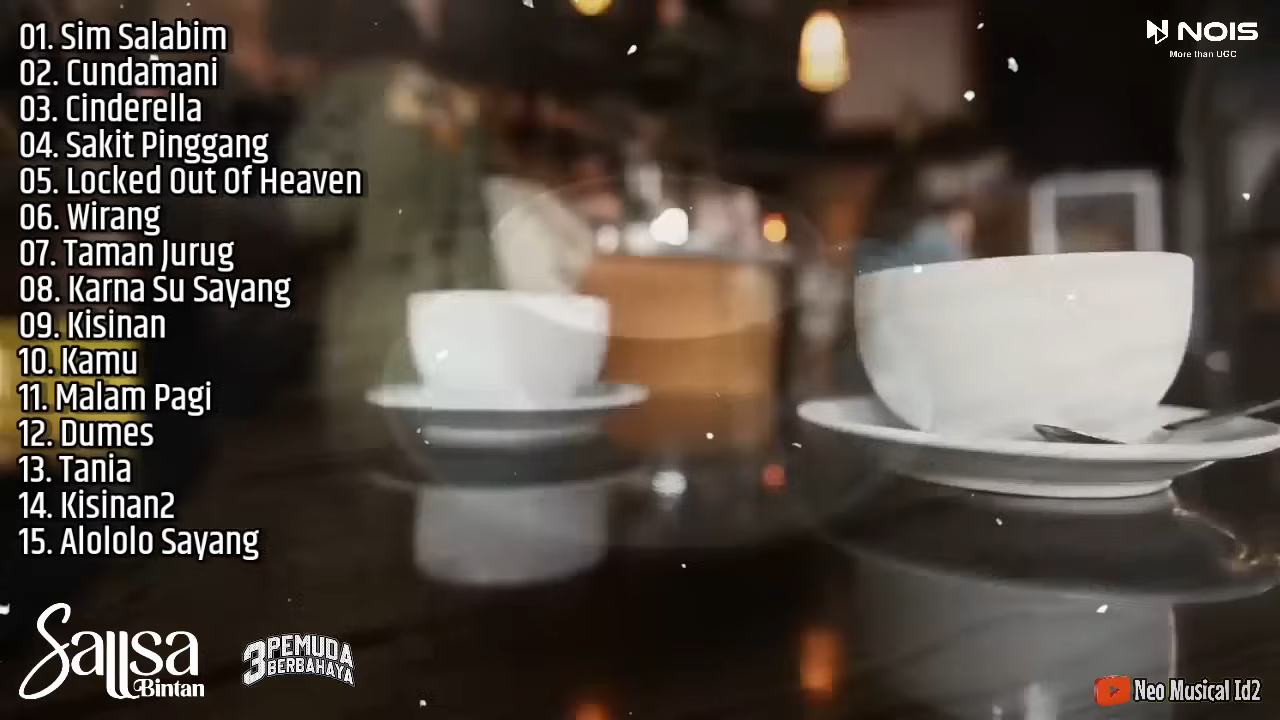 01. Sim Salabim
02. Cundamani
03. Cinderella
04. Sakit Pinggang
05. Locked Out Of Heaven
06. Wirang
07. Taman Jurug
08. Karna Su Sayang
09. Kisinan
10. Kamu
11. Malam Pagi
12. Dumes
13. Tania
14. Kisinan2
15. Alololo Sayang
NOIS
More than UGC
Sallsa
Bintan
3 PEMUDA
BERBAHAYA
Neo Musical Id2